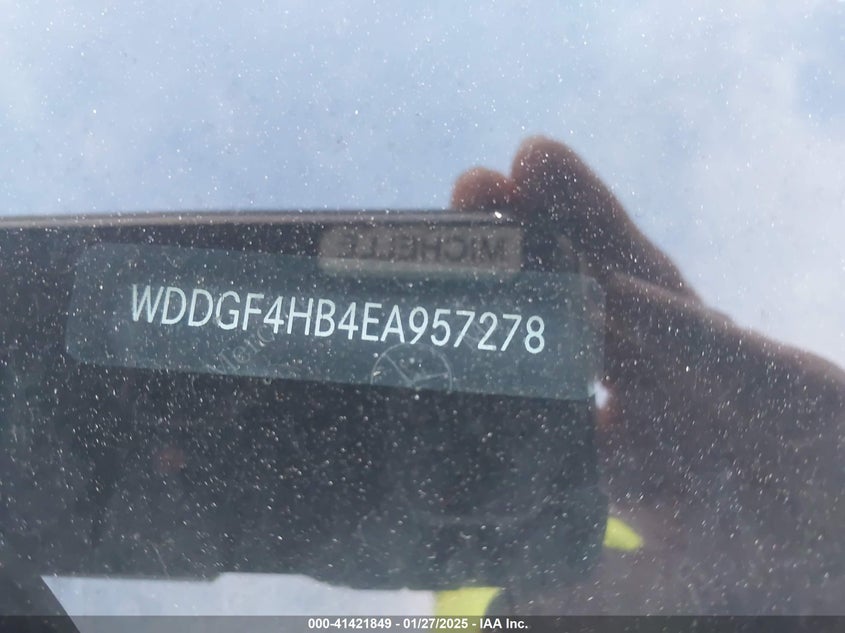 MICHELLE
WDDGF4HB4EA957278
000-41421849 | 01/27/2025 - IAA Inc.